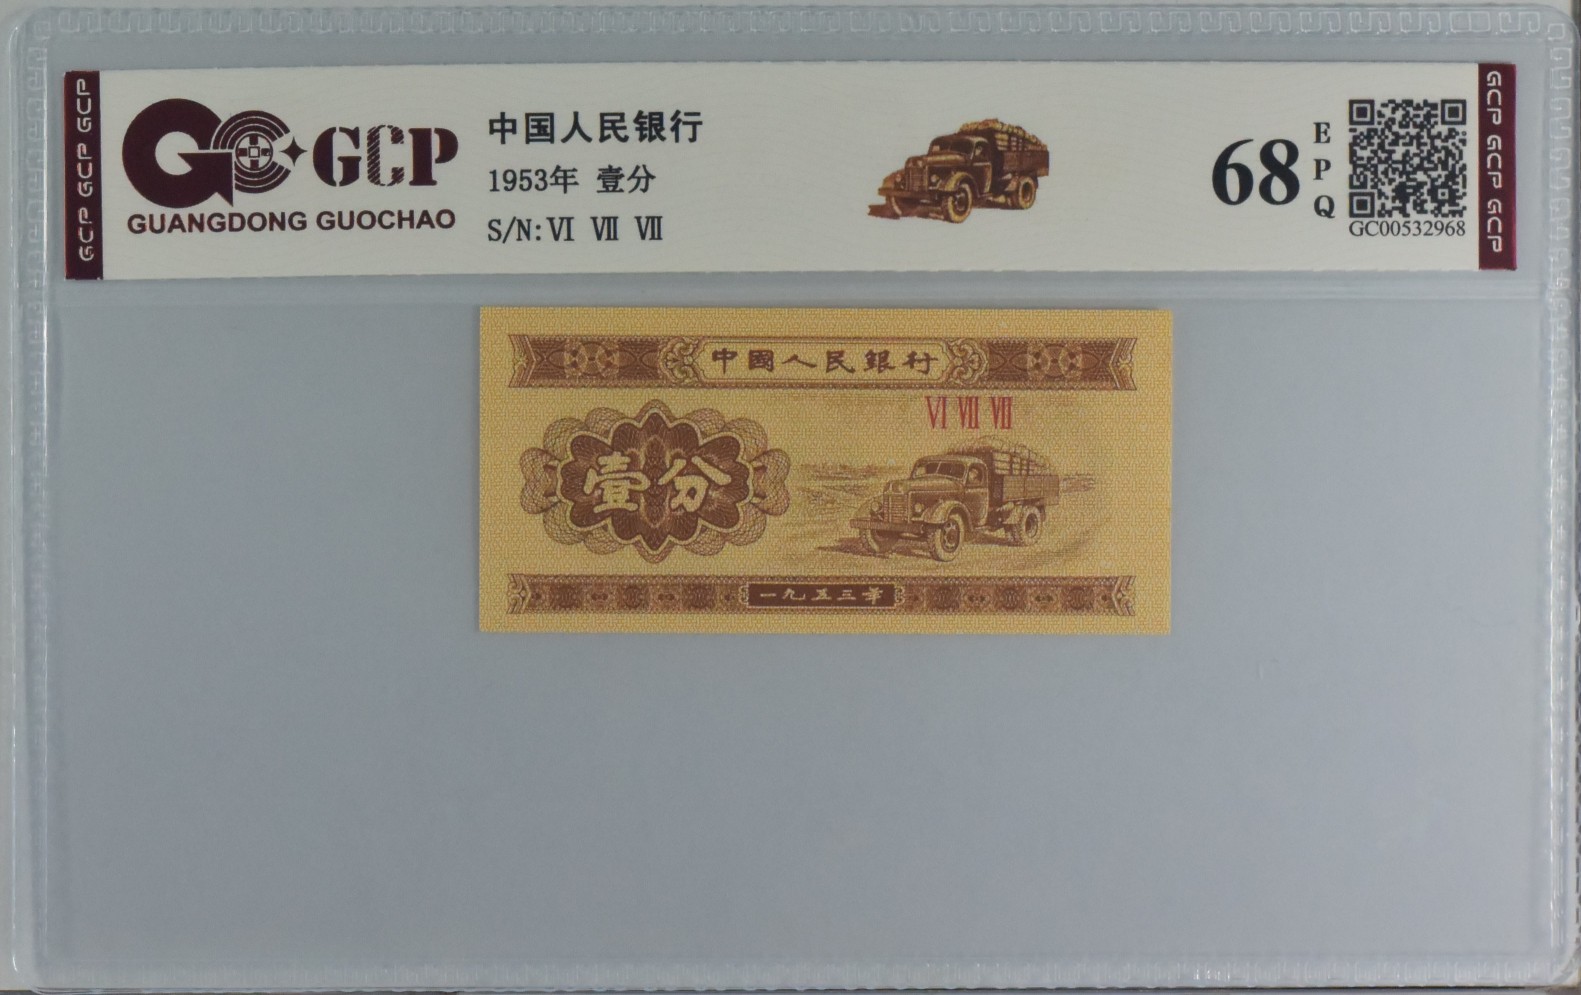 GCP GCP GCP
GCP
GUANGDONG GUOCHAO
中国人民银行
1953年 壹分
S/N: Ⅵ Ⅶ Ⅶ
68
E
P
Q
GC00532968
GCP GCP GCP
中國人民銀行
Ⅵ Ⅶ Ⅶ
壹分
一九五三年